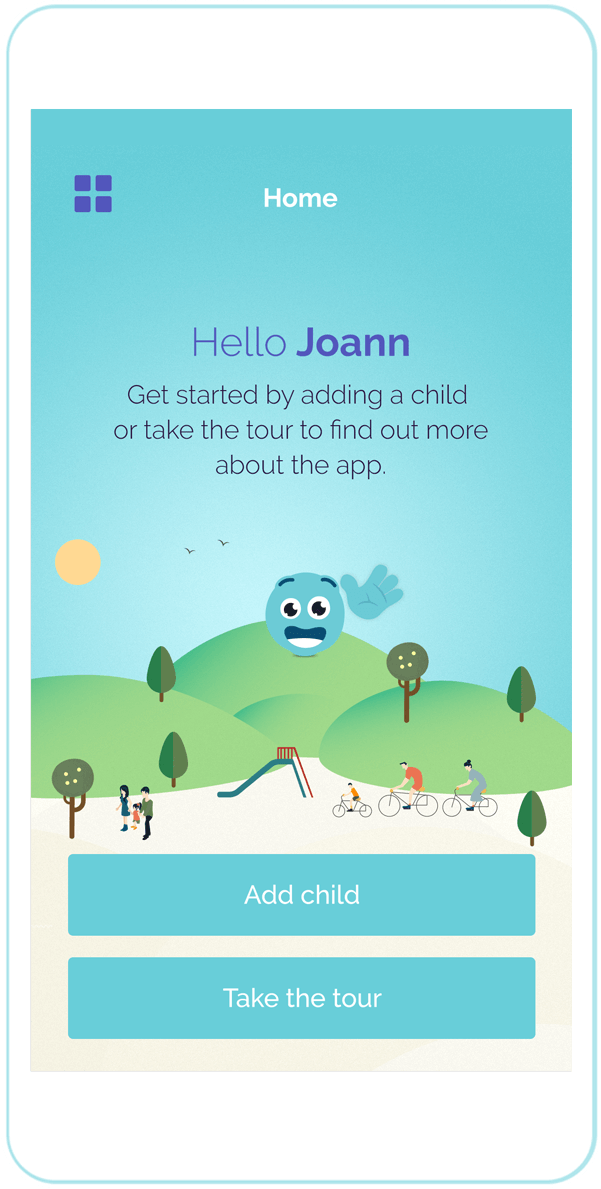 Home
Hello Joann
Get started by adding a child
or take the tour to find out more
about the app.
Add child
Take the tour